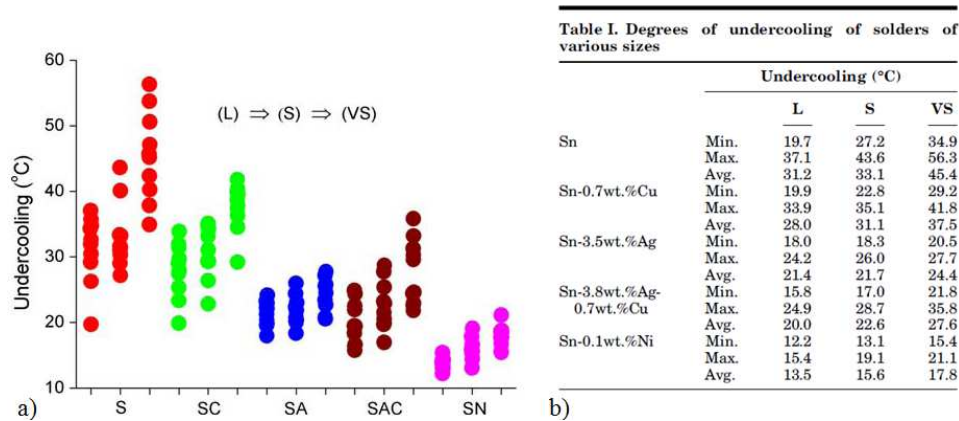 60
50
40
30
20
10
Undercooling (°C)
(L) ⇒ (S) ⇒ (VS)
S SC SA SAC SN
a)
Table I. Degrees of undercooling of solders of
various sizes
Undercooling (°C)
L S VS
Sn Min. 19.7 27.2 34.9
Max. 37.1 43.6 56.3
Avg. 31.2 33.1 45.4
Sn-0.7wt.%Cu Min. 19.9 22.8 29.2
Max. 33.9 35.1 41.8
Avg. 28.0 31.1 37.5
Sn-3.5wt.%Ag Min. 18.0 18.3 20.5
Max. 24.2 26.0 27.7
Avg. 21.4 21.7 24.4
Sn-3.8wt.%Ag- Min. 15.8 17.0 21.8
0.7wt.%Cu Max. 24.9 28.7 35.8
Avg. 20.0 22.6 27.6
Sn-0.1wt.%Ni Min. 12.2 13.1 15.4
Max. 15.4 19.1 21.1
Avg. 13.5 15.6 17.8
b)